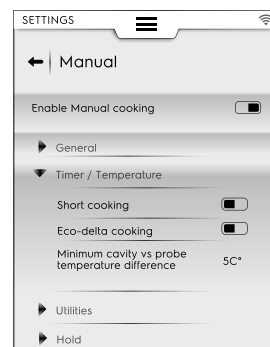 SETTINGS
Manual
Enable Manual cooking
General
Timer / Temperature
Short cooking
Eco-delta cooking
Minimum cavity vs probe
temperature difference
5C°
Utilities
Hold